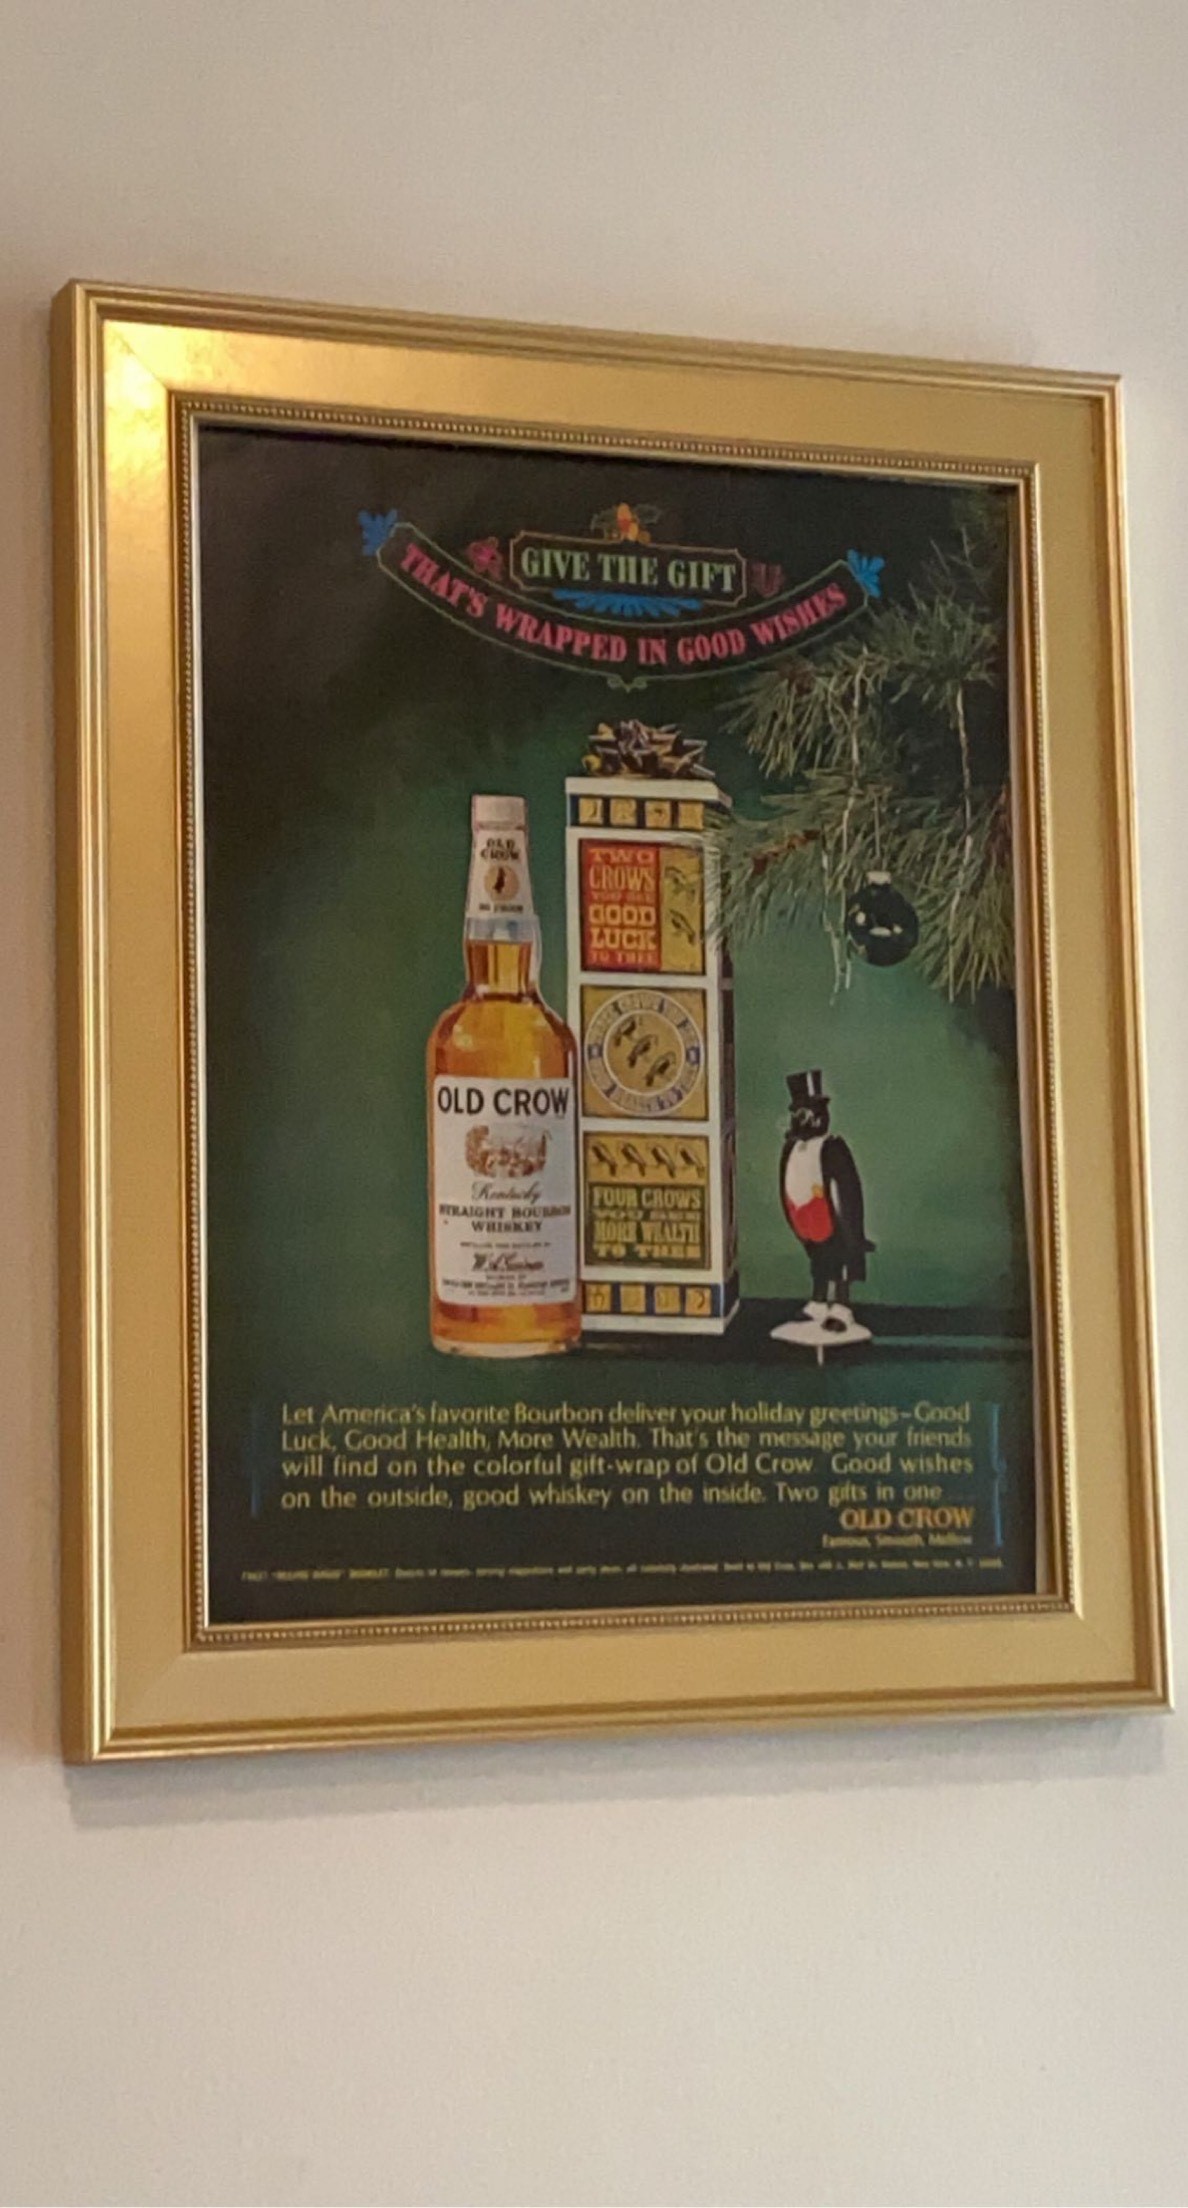 GIVE THE GIFT
THAT'S WRAPPED IN GOOD WISHES
OLD
CROW
OLD CROW
Kentucky
STRAIGHT BOURBON
WHISKEY
TWO
CROWS
YOU SEE
GOOD
LUCK
TO THEE
FOUR CROWS
YOU SEE
MORE WEALTH
TO THEE
Let America's favorite Bourbon deliver your holiday greetings–Good
Luck, Good Health, More Wealth. That's the message your friends
will find on the colorful gift-wrap of Old Crow. Good wishes
on the outside, good whiskey on the inside. Two gifts in one
OLD CROW
Famous, Smooth, Mellow